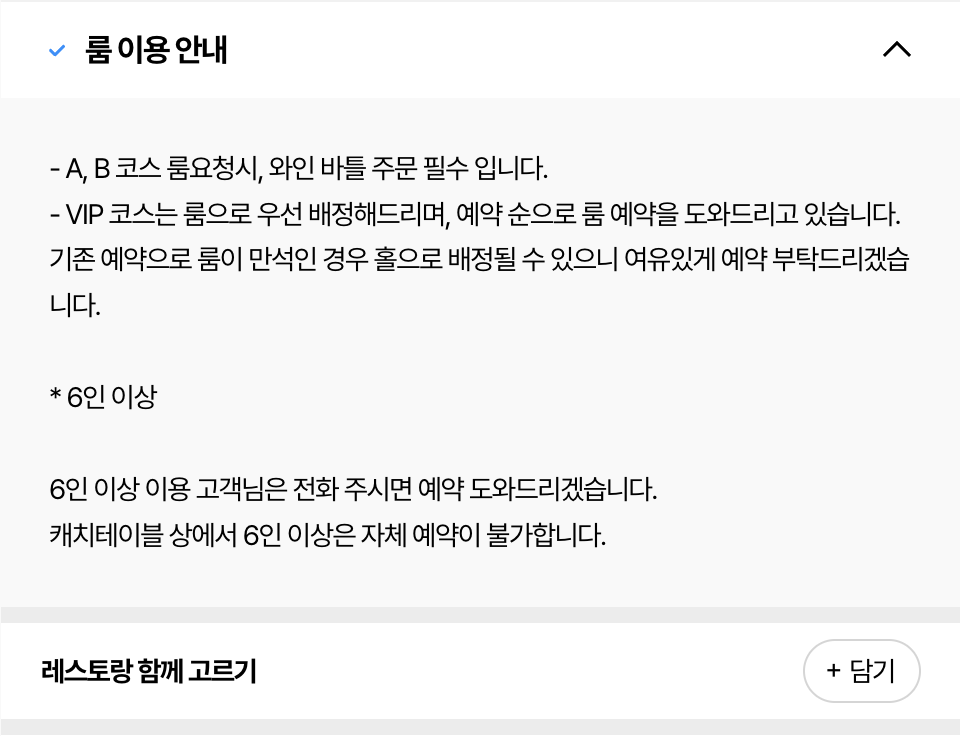 룸 이용 안내
- A, B 코스 룸요청시, 와인 바틀 주문 필수 입니다.
- VIP 코스는 룸으로 우선 배정해드리며, 예약 순으로 룸 예약을 도와드리고 있습니다.
기존 예약으로 룸이 만석인 경우 홀으로 배정될 수 있으니 여유있게 예약 부탁드리겠습
니다.
* 6인 이상
6인 이상 이용 고객님은 전화 주시면 예약 도와드리겠습니다.
캐치테이블 상에서 6인 이상은 자체 예약이 불가합니다.
레스토랑 함께 고르기
+ 담기